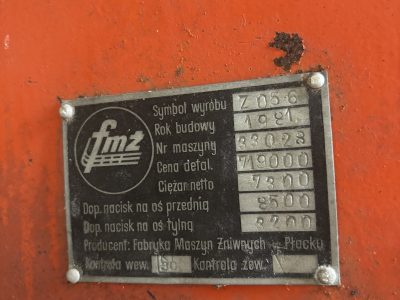 fmż
Symbol wyrobu Z 056
Rok budowy 1981.
Nr maszyny 33028
Cena detal. 719000
Ciężar netto 7300
Dop. nacisk na oś przednią 8500
Dop. nacisk na oś tylną 3200
Producent: Fabryka Maszyn Żniwnych - Płocku
Kontrola wew. Kontrola zew.